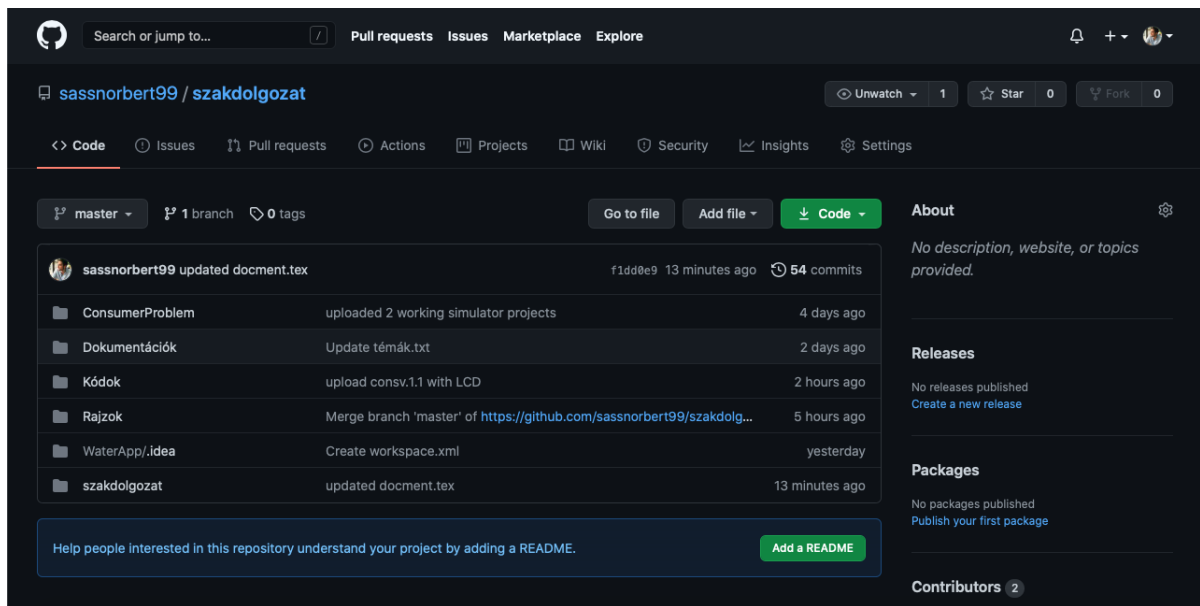 Search or jump to... / Pull requests Issues Marketplace Explore
sassnorbert99 / szakdolgozat
Unwatch 1 Star 0 Fork 0
Code Issues Pull requests Actions Projects Wiki Security Insights Settings
master 1 branch 0 tags Go to file Add file Code
sassnorbert99 updated docment.tex f1dd0e9 13 minutes ago 54 commits
ConsumerProblem uploaded 2 working simulator projects 4 days ago
Dokumentációk Update témák.txt 2 days ago
Kódok upload consv.1.1 with LCD 2 hours ago
Rajzok Merge branch 'master' of https://github.com/sassnorbert99/szakdolg... 5 hours ago
WaterApp/.idea Create workspace.xml yesterday
szakdolgozat updated docment.tex 13 minutes ago
Help people interested in this repository understand your project by adding a README. Add a README
About
No description, website, or topics
provided.
Releases
No releases published
Create a new release
Packages
No packages published
Publish your first package
Contributors 2